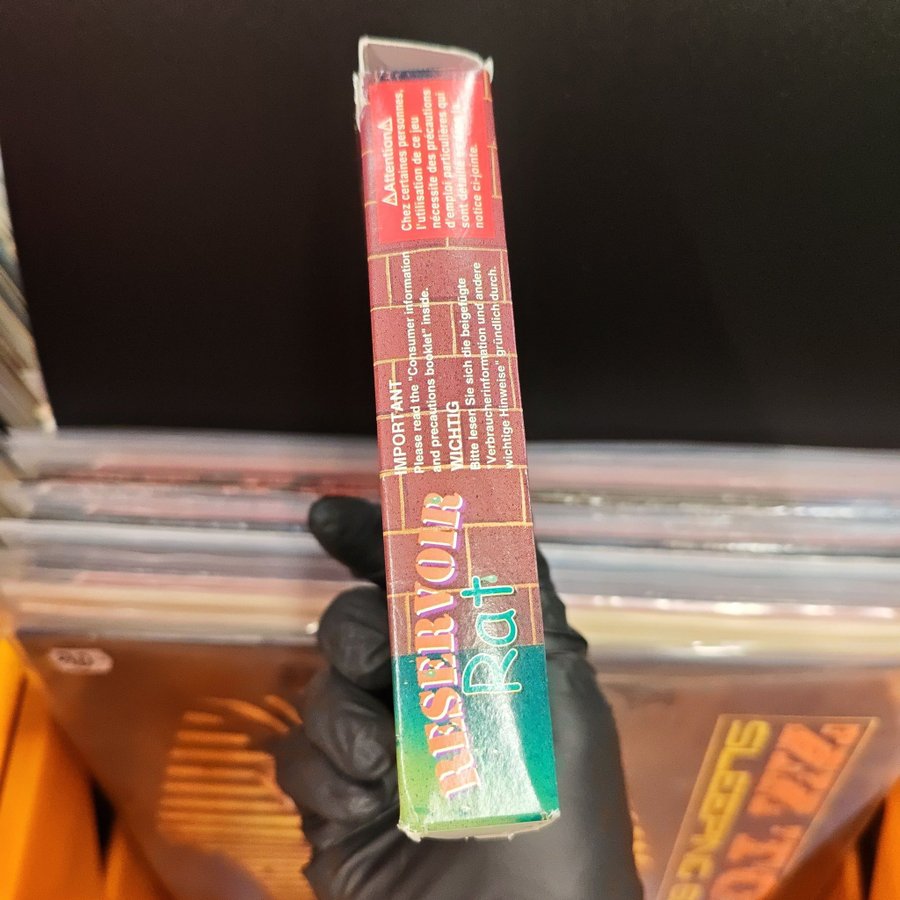 RESERVOIR
Rat
IMPORTANT
Please read the "Consumer information
and precautions booklet" inside.
WICHTIG
Bitte lesen Sie sich die beigefügte
"Verbraucherinformation und andere
wichtige Hinweise" gründlich durch.
⚠Attention⚠
Chez certaines personnes,
l'utilisation de ce jeu
nécessite des précautions
d'emploi particulières qui
sont détaillées dans la
notice ci-jointe.
SLEEPING S